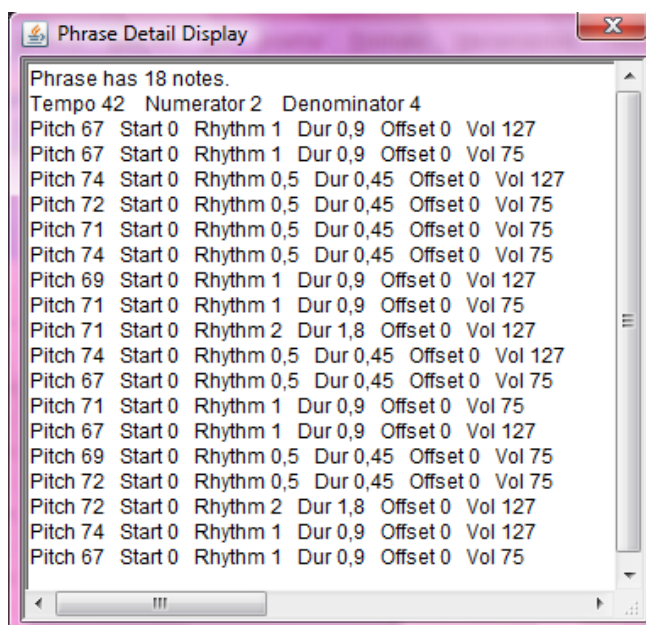 Phrase Detail Display
Phrase has 18 notes.
Tempo 42 Numerator 2 Denominator 4
Pitch 67 Start 0 Rhythm 1 Dur 0,9 Offset 0 Vol 127
Pitch 67 Start 0 Rhythm 1 Dur 0,9 Offset 0 Vol 75
Pitch 74 Start 0 Rhythm 0,5 Dur 0,45 Offset 0 Vol 127
Pitch 72 Start 0 Rhythm 0,5 Dur 0,45 Offset 0 Vol 75
Pitch 71 Start 0 Rhythm 0,5 Dur 0,45 Offset 0 Vol 75
Pitch 74 Start 0 Rhythm 0,5 Dur 0,45 Offset 0 Vol 75
Pitch 69 Start 0 Rhythm 1 Dur 0,9 Offset 0 Vol 127
Pitch 71 Start 0 Rhythm 1 Dur 0,9 Offset 0 Vol 75
Pitch 71 Start 0 Rhythm 2 Dur 1,8 Offset 0 Vol 127
Pitch 74 Start 0 Rhythm 0,5 Dur 0,45 Offset 0 Vol 127
Pitch 67 Start 0 Rhythm 0,5 Dur 0,45 Offset 0 Vol 75
Pitch 71 Start 0 Rhythm 1 Dur 0,9 Offset 0 Vol 75
Pitch 67 Start 0 Rhythm 1 Dur 0,9 Offset 0 Vol 127
Pitch 69 Start 0 Rhythm 0,5 Dur 0,45 Offset 0 Vol 75
Pitch 72 Start 0 Rhythm 0,5 Dur 0,45 Offset 0 Vol 75
Pitch 72 Start 0 Rhythm 2 Dur 1,8 Offset 0 Vol 127
Pitch 74 Start 0 Rhythm 1 Dur 0,9 Offset 0 Vol 127
Pitch 67 Start 0 Rhythm 1 Dur 0,9 Offset 0 Vol 75